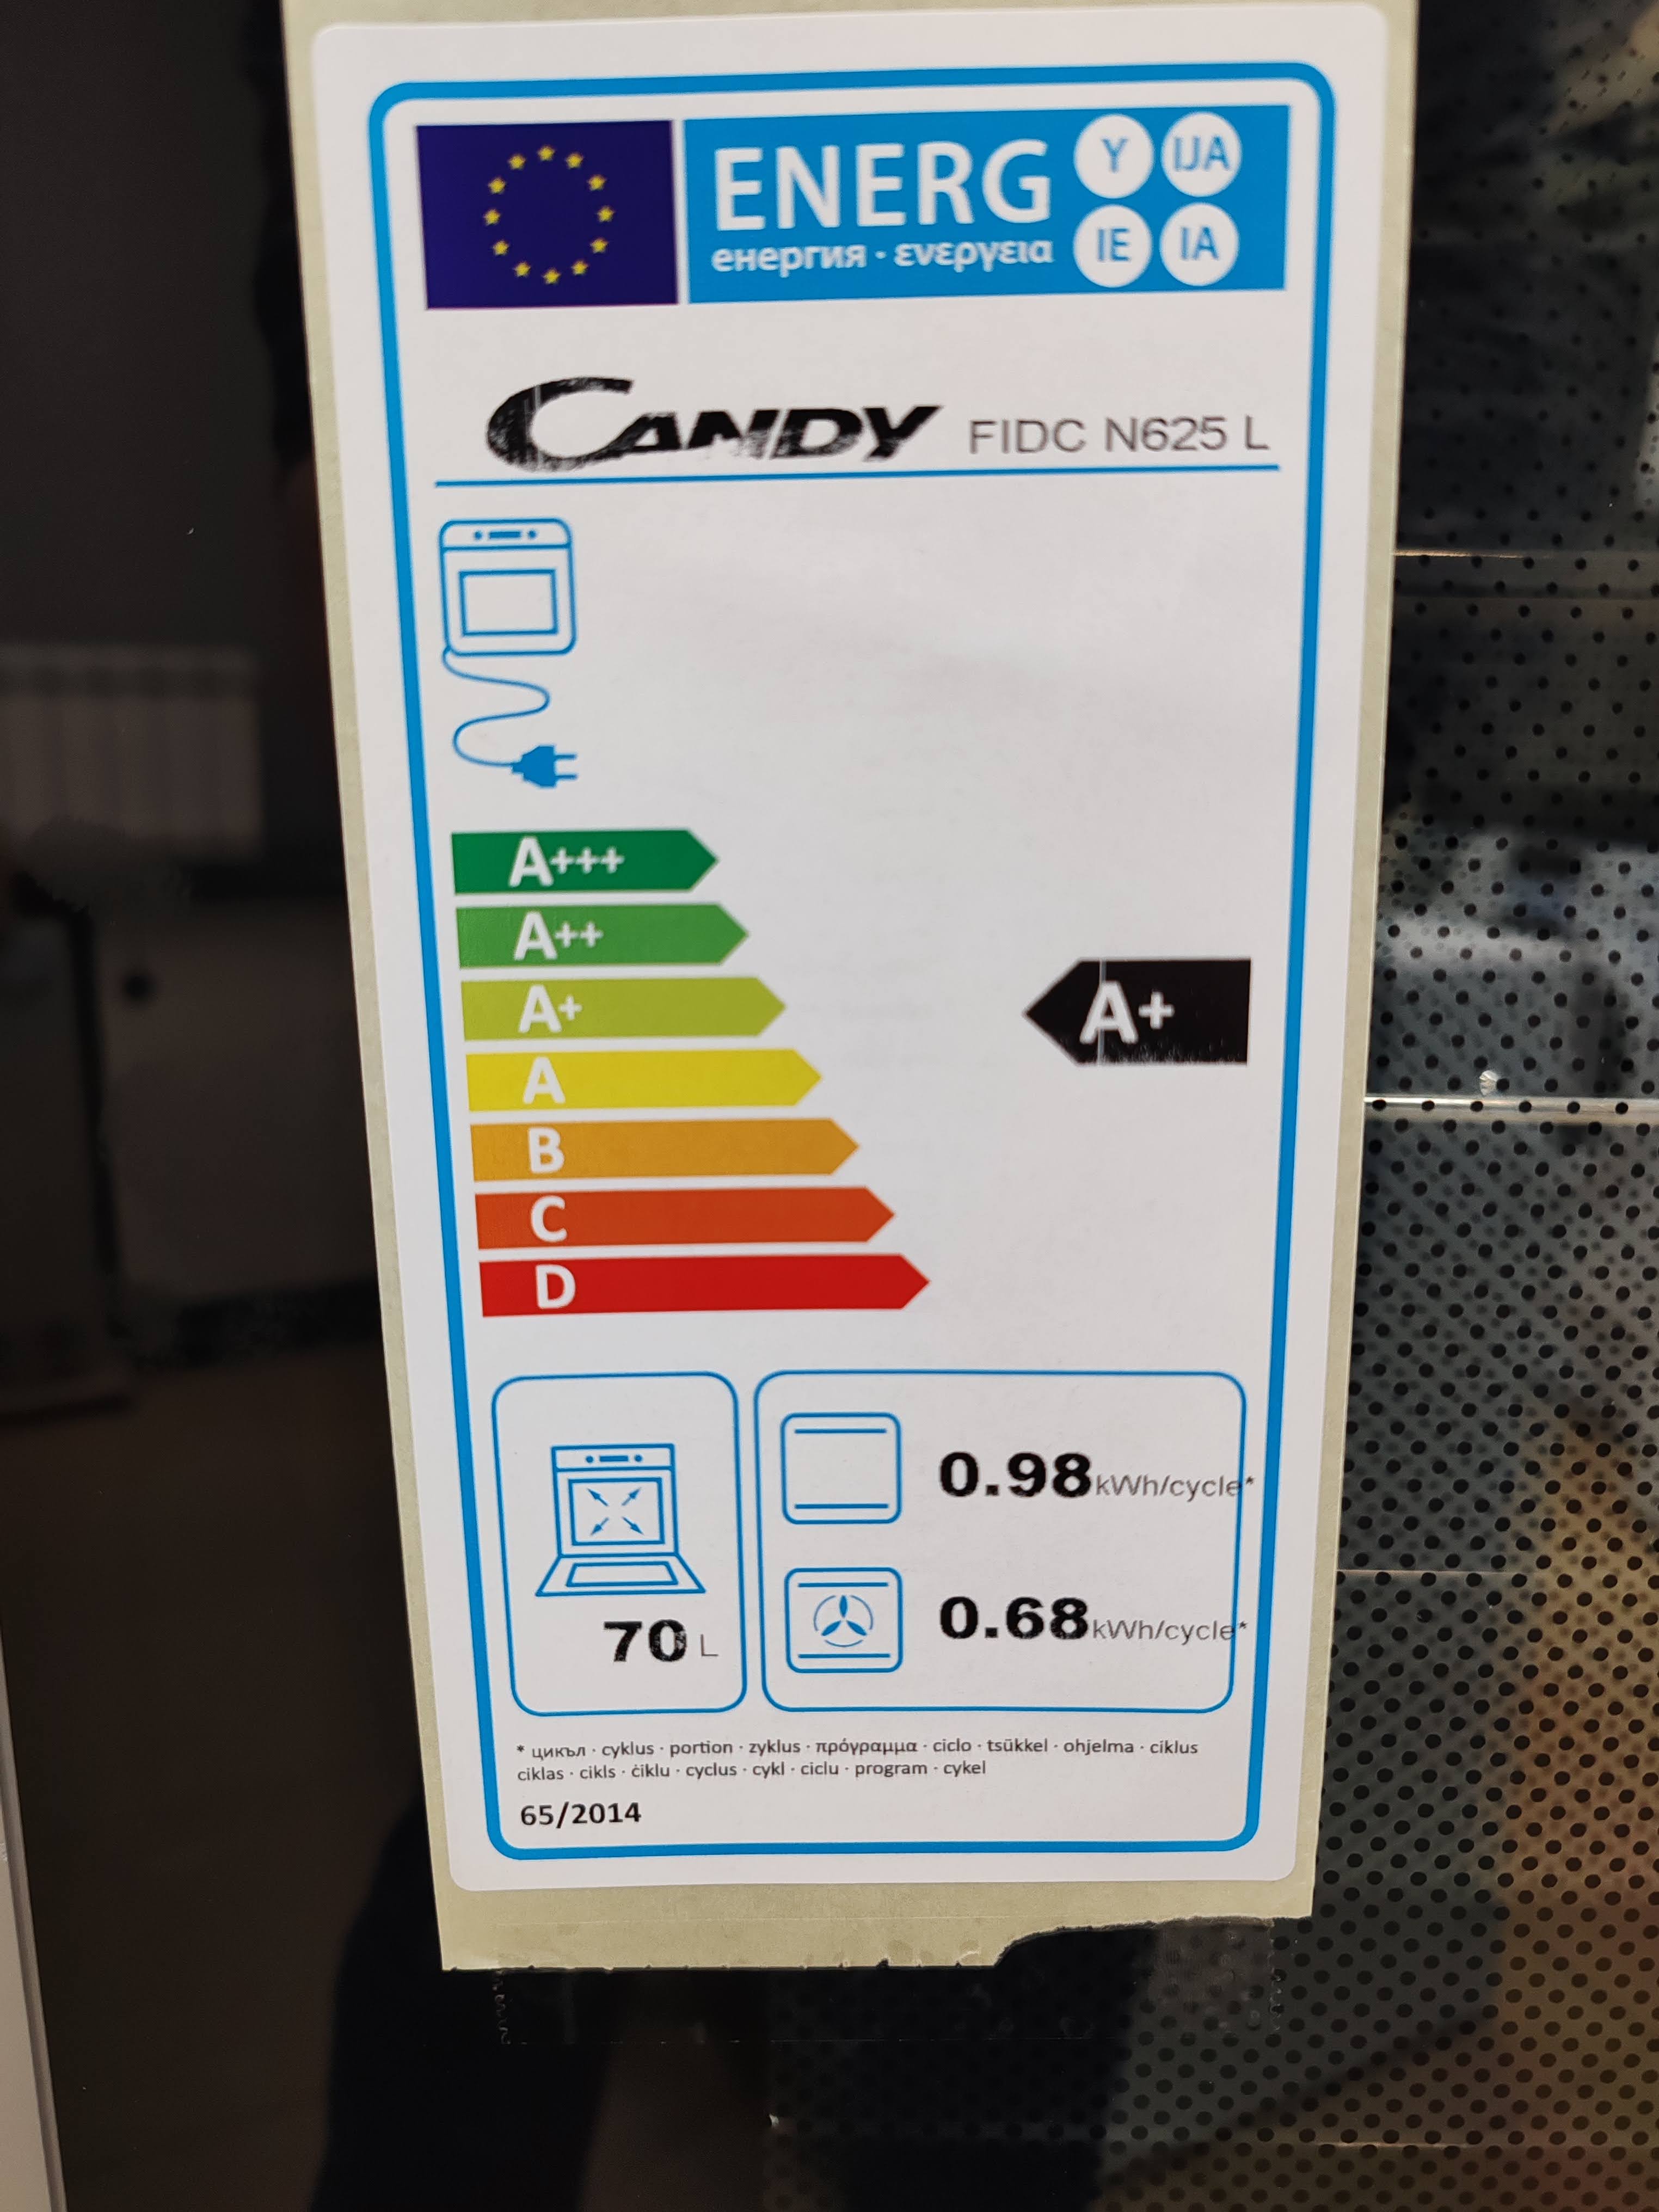 ENERG Y IJA
енергия · ενεργεια IE IA
CANDY FIDC N625 L
A+++
A++
A+
A+
A
B
C
D
0.98 kWh/cycle*
0.68 kWh/cycle*
70 L
* цикъл · cyklus · portion · zyklus · πρόγραμμα · ciclo · tsükkel · ohjelma · ciklus
ciklas · cikls · ċiklu · cyclus · cykl · ciclu · program · cykel
65/2014